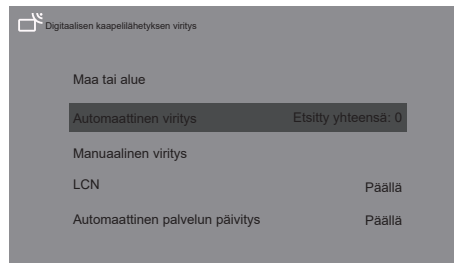 Digitaalisen kaapelilähetyksen viritys
Maa tai alue
Automaattinen viritys Etsitty yhteensä: 0
Manuaalinen viritys
LCN Päällä
Automaattinen palvelun päivitys Päällä